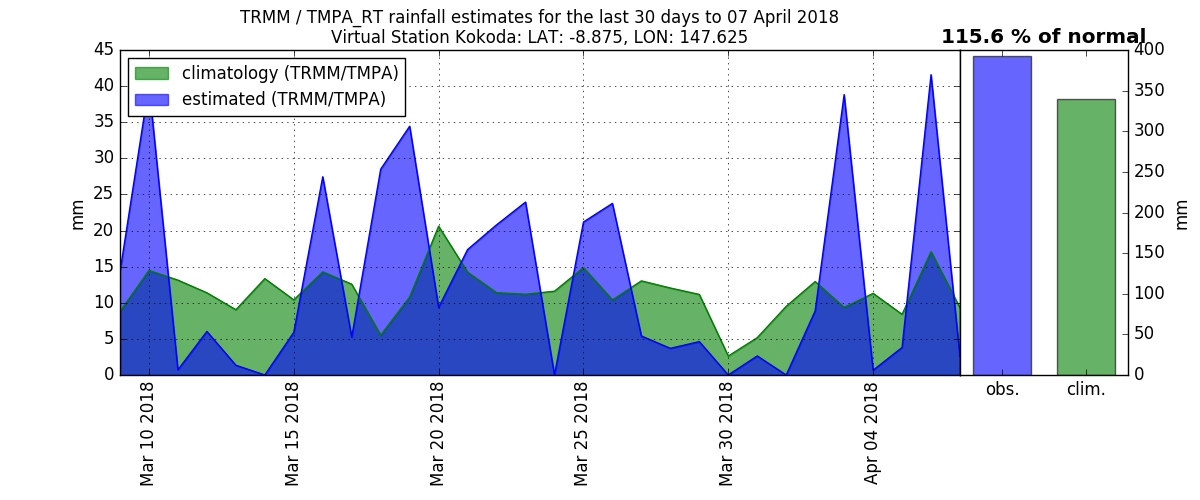 TRMM / TMPA_RT rainfall estimates for the last 30 days to 07 April 2018
Virtual Station Kokoda: LAT: -8.875, LON: 147.625
115.6 % of normal
climatology (TRMM/TMPA)
estimated (TRMM/TMPA)
45
40
35
30
25
20
15
10
5
0
mm
Mar 10 2018
Mar 15 2018
Mar 20 2018
Mar 25 2018
Mar 30 2018
Apr 04 2018
400
350
300
250
200
150
100
50
0
mm
obs.
clim.